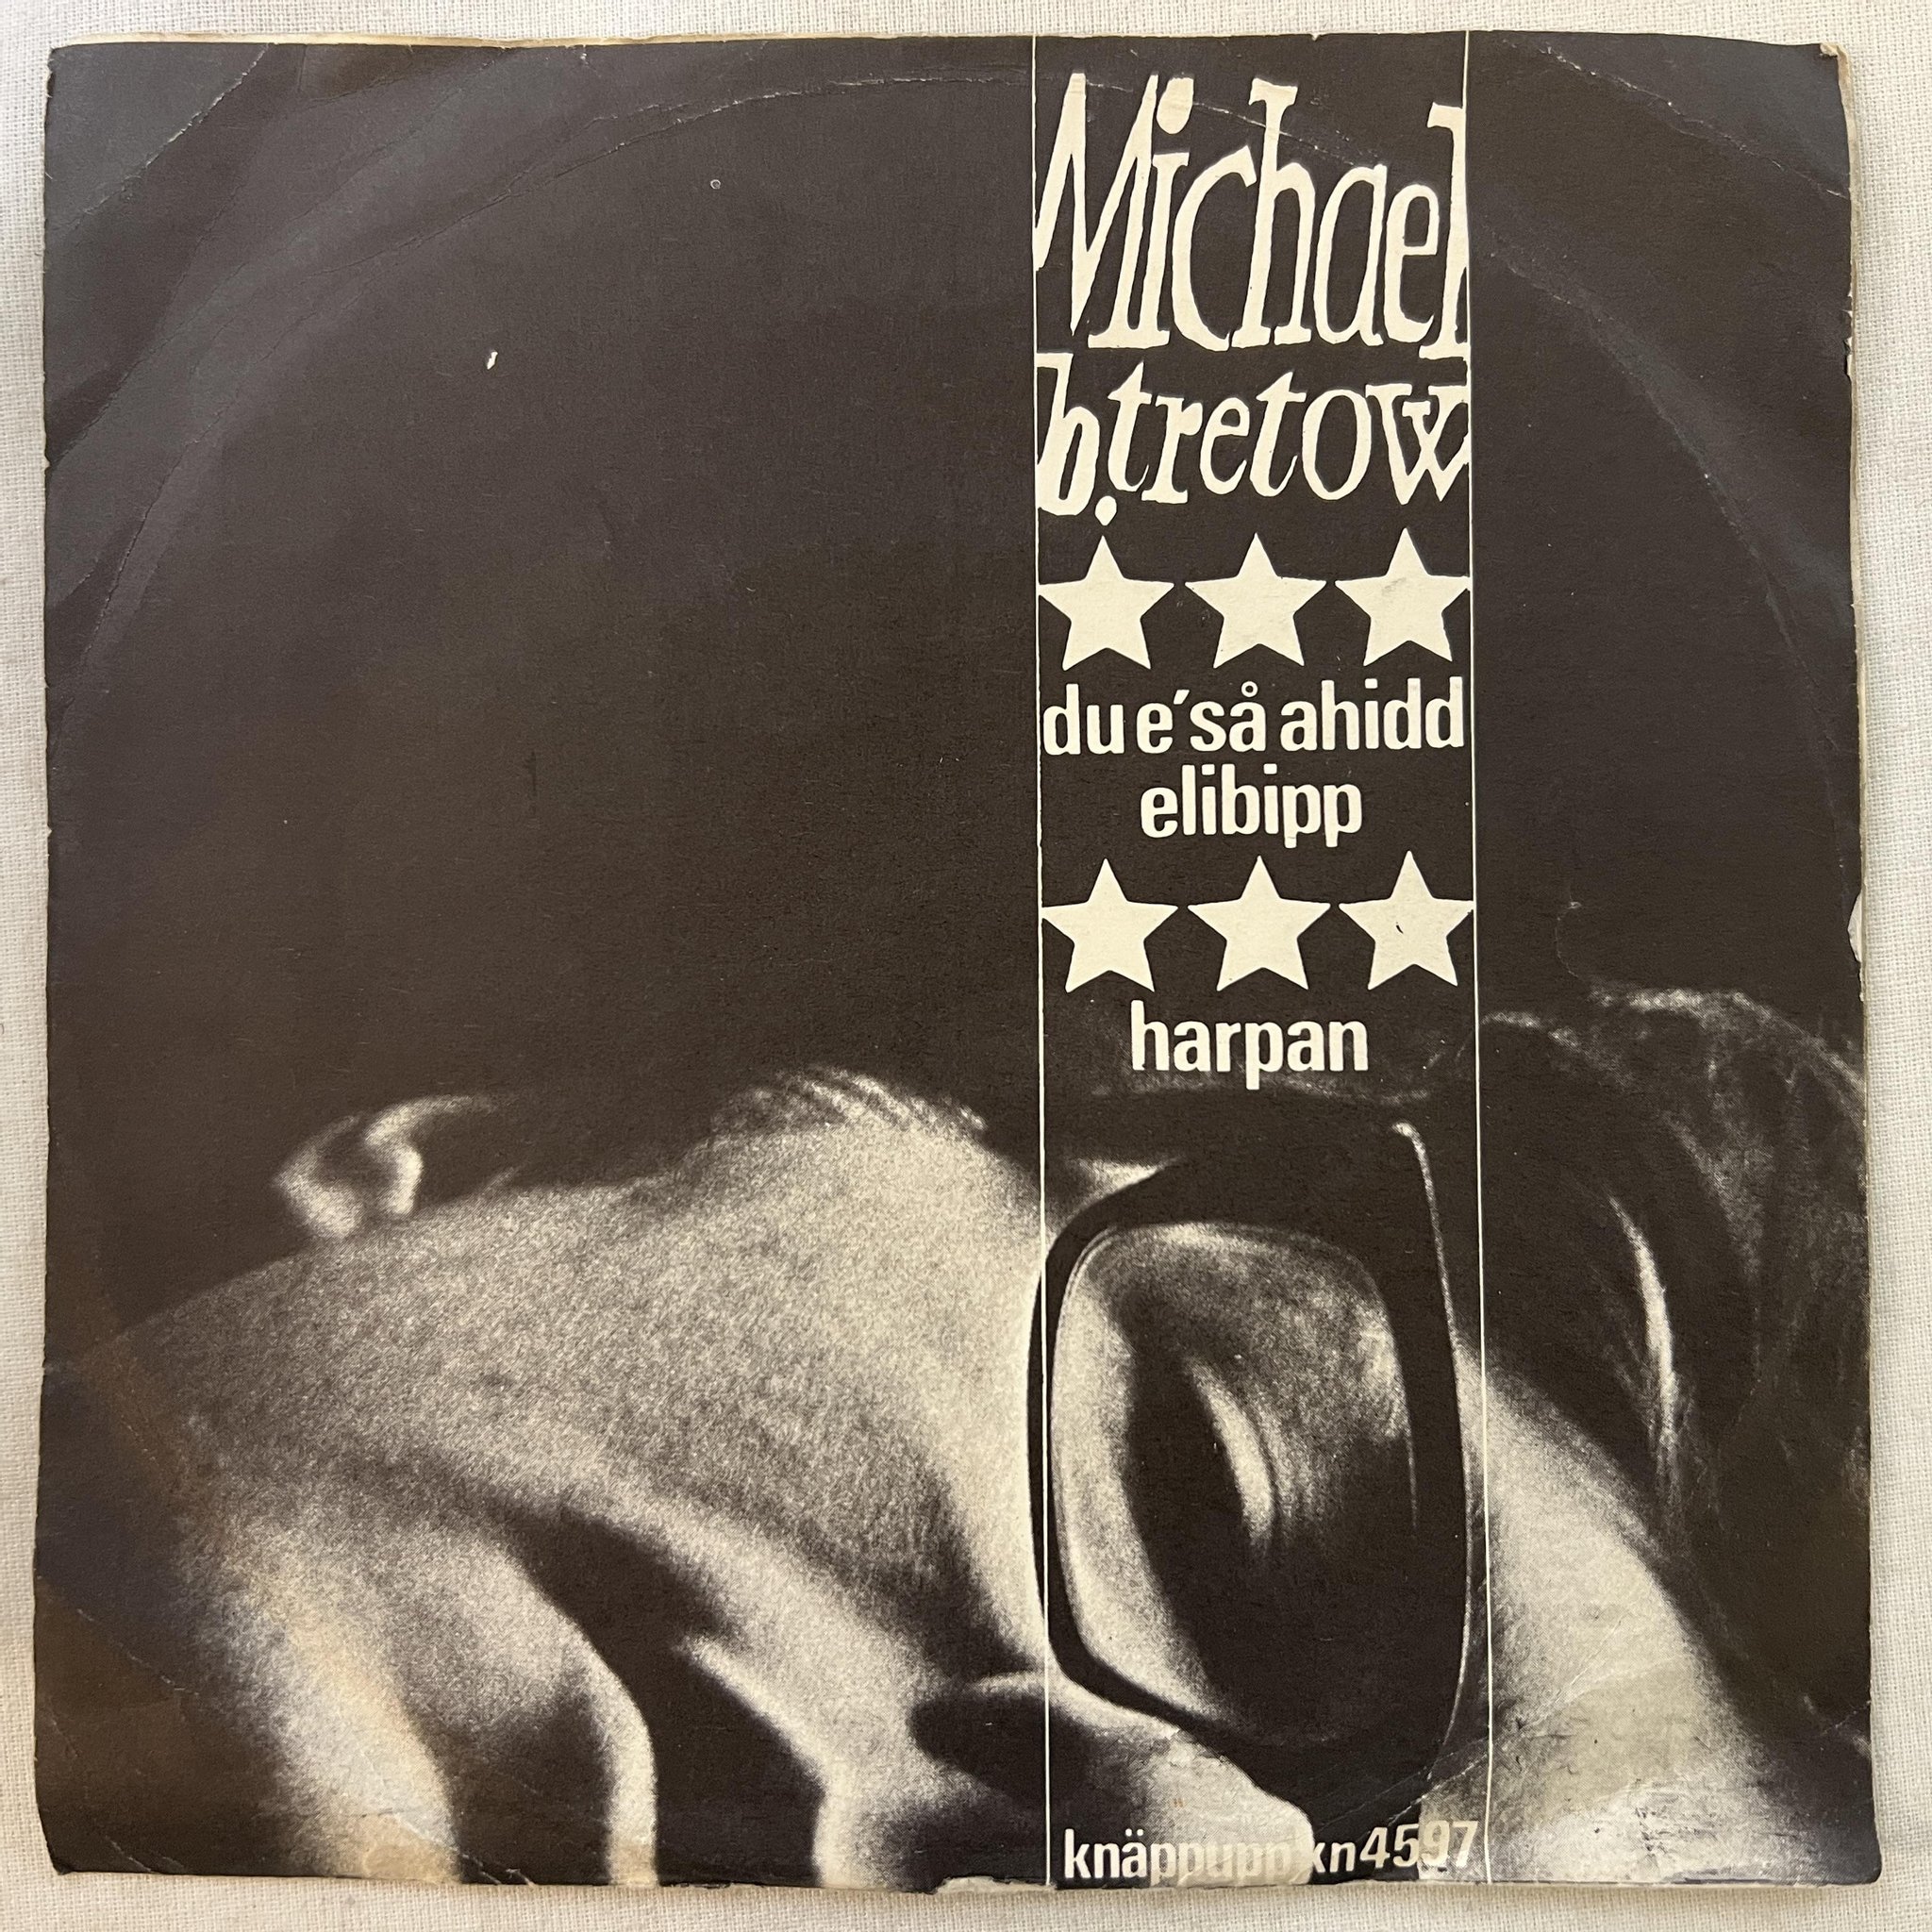 Michael
b.tretow
du e'så ahidd
elibipp
harpan
knäppupp kn4597